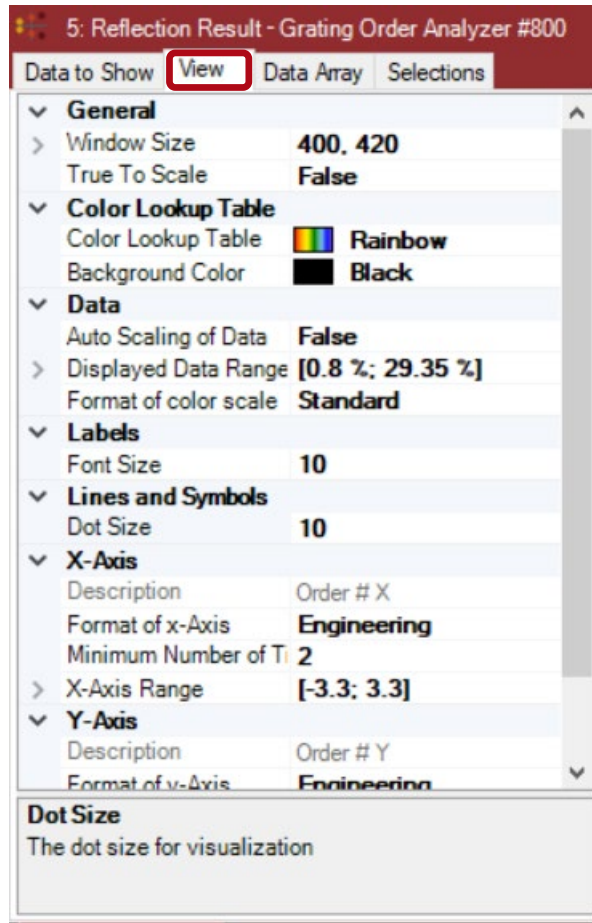 5: Reflection Result - Grating Order Analyzer #800
Data to Show View Data Array Selections
General
Window Size 400, 420
True To Scale False
Color Lookup Table
Color Lookup Table Rainbow
Background Color Black
Data
Auto Scaling of Data False
Displayed Data Range [0.8 %; 29.35 %]
Format of color scale Standard
Labels
Font Size 10
Lines and Symbols
Dot Size 10
X-Axis
Description Order # X
Format of x-Axis Engineering
Minimum Number of Ti 2
X-Axis Range [-3.3; 3.3]
Y-Axis
Description Order # Y
Format of y-Axis Engineering
Dot Size
The dot size for visualization